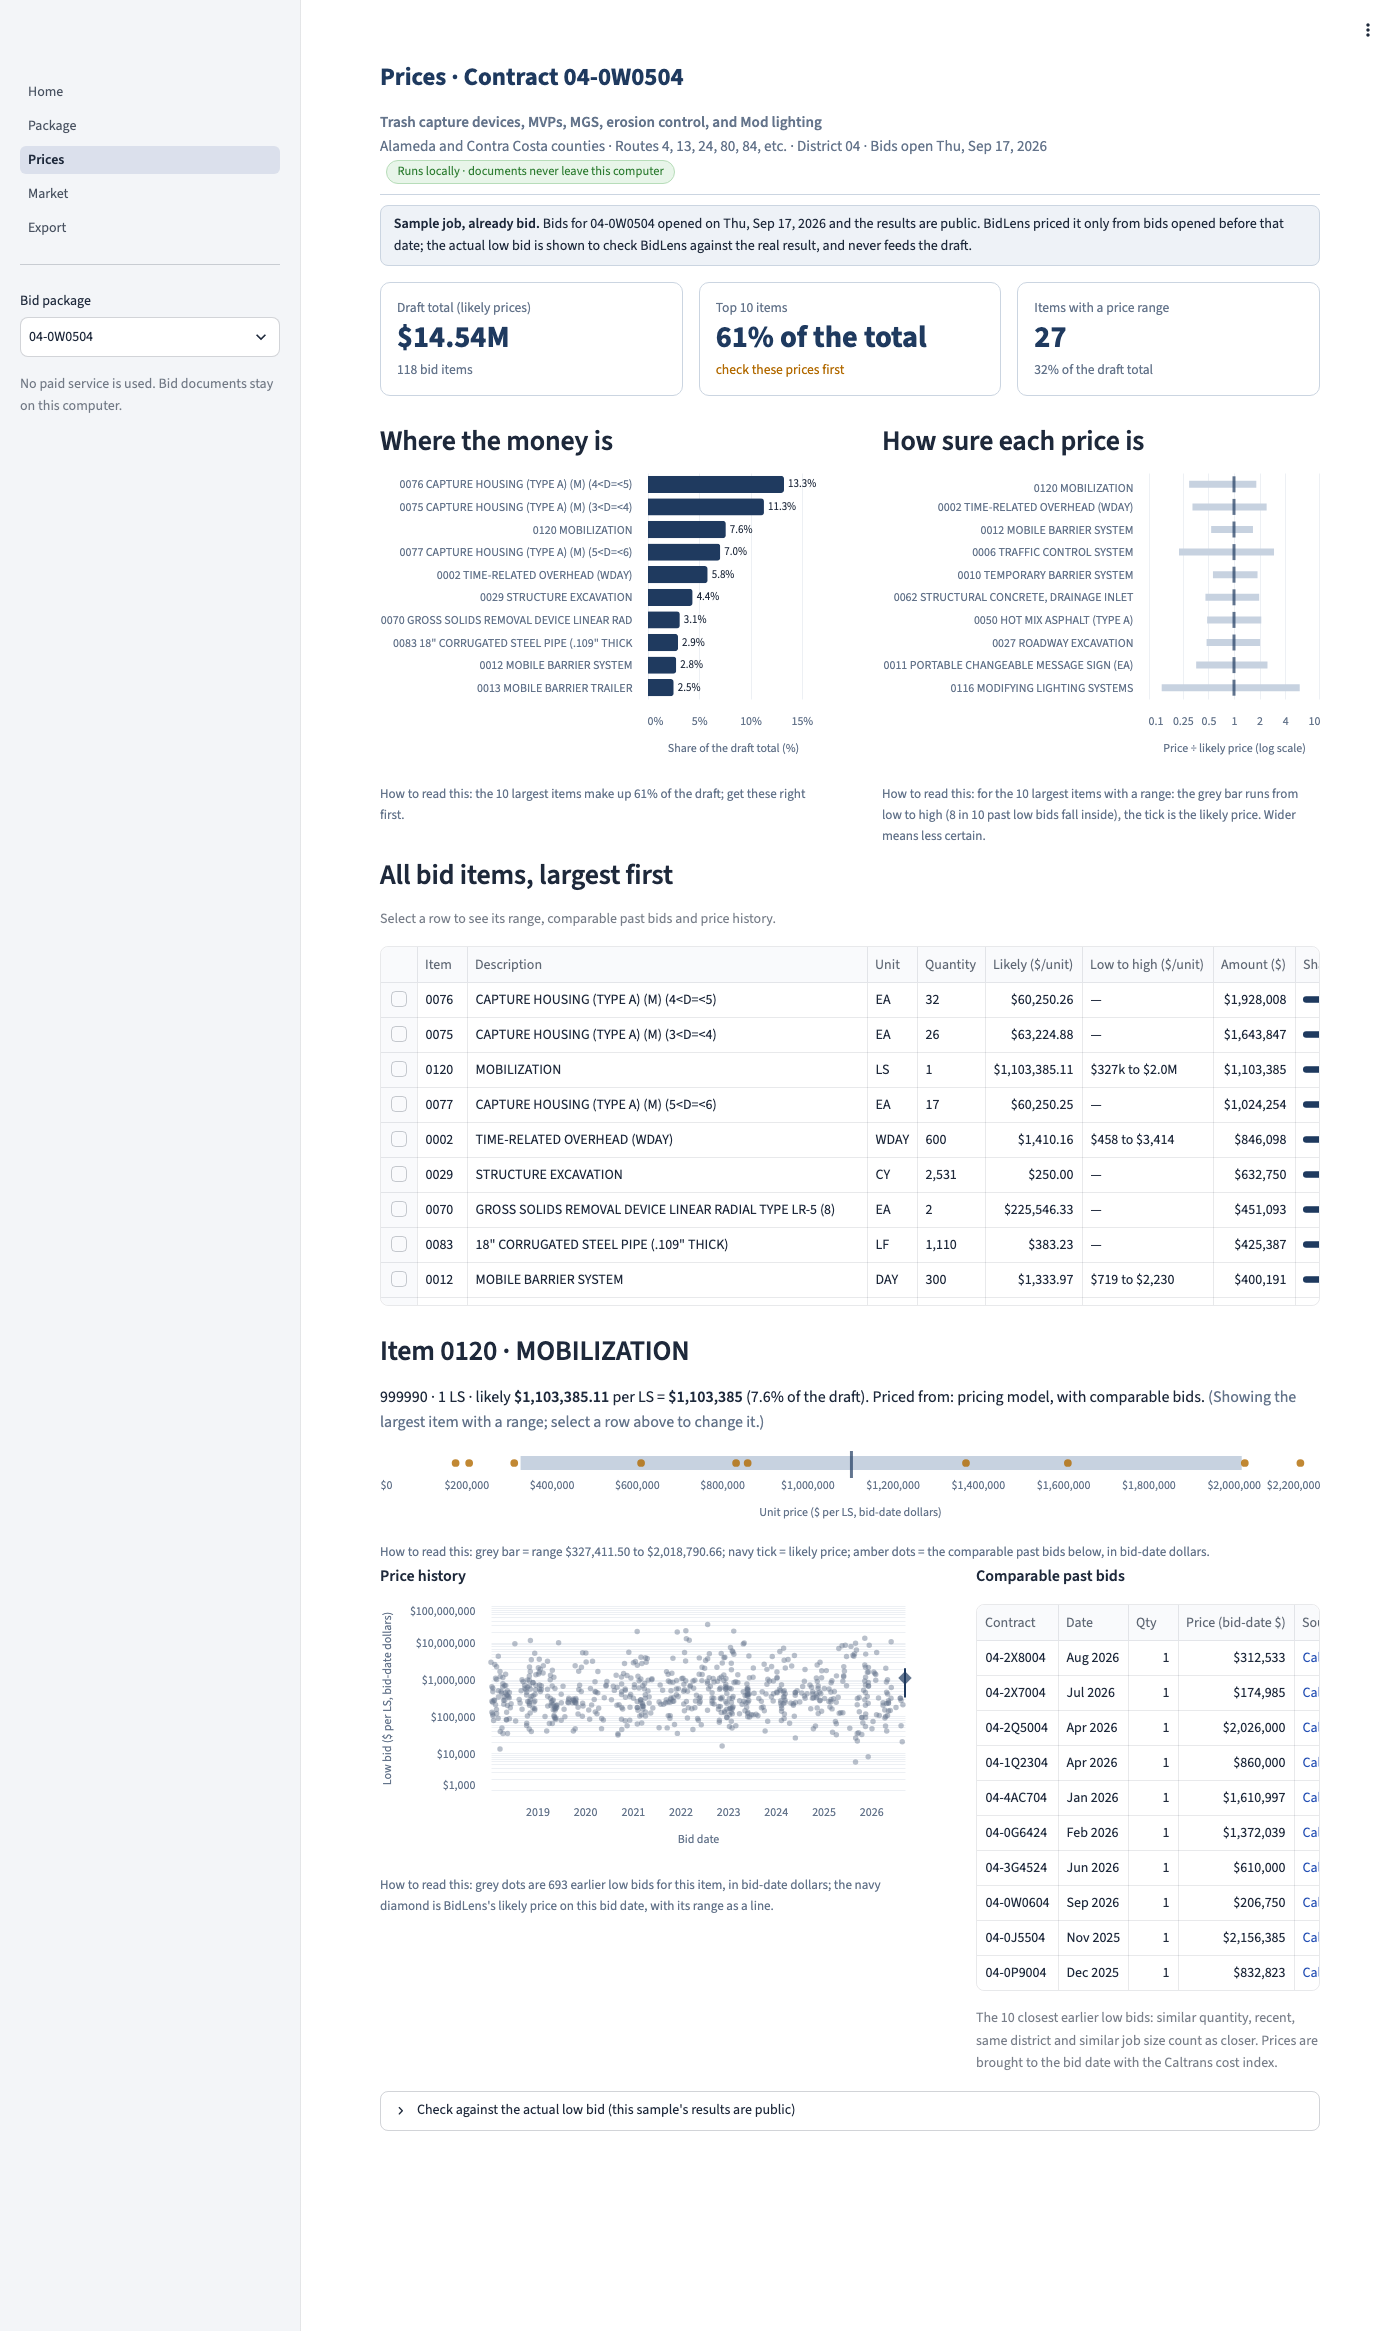 Home
Package
Prices
Market
Export
Bid package
04-0W0504
No paid service is used. Bid documents stay
on this computer.
Prices · Contract 04-0W0504
Trash capture devices, MVPs, MGS, erosion control, and Mod lighting
Alameda and Contra Costa counties · Routes 4, 13, 24, 80, 84, etc. · District 04 · Bids open Thu, Sep 17, 2026
Runs locally · documents never leave this computer
Sample job, already bid. Bids for 04-0W0504 opened on Thu, Sep 17, 2026 and the results are public. BidLens priced it only from bids opened before that
date; the actual low bid is shown to check BidLens against the real result, and never feeds the draft.
Draft total (likely prices)
$14.54M
118 bid items
Top 10 items
61% of the total
check these prices first
Items with a price range
27
32% of the draft total
Where the money is
0076 CAPTURE HOUSING (TYPE A) (M) (4<D=<5) 13.3%
0075 CAPTURE HOUSING (TYPE A) (M) (3<D=<4) 11.3%
0120 MOBILIZATION 7.6%
0077 CAPTURE HOUSING (TYPE A) (M) (5<D=<6) 7.0%
0002 TIME-RELATED OVERHEAD (WDAY) 5.8%
0029 STRUCTURE EXCAVATION 4.4%
0070 GROSS SOLIDS REMOVAL DEVICE LINEAR RAD 3.1%
0083 18" CORRUGATED STEEL PIPE (.109" THICK 2.9%
0012 MOBILE BARRIER SYSTEM 2.8%
0013 MOBILE BARRIER TRAILER 2.5%
0% 5% 10% 15%
Share of the draft total (%)
How to read this: the 10 largest items make up 61% of the draft; get these right
first.
How sure each price is
0120 MOBILIZATION
0002 TIME-RELATED OVERHEAD (WDAY)
0012 MOBILE BARRIER SYSTEM
0006 TRAFFIC CONTROL SYSTEM
0010 TEMPORARY BARRIER SYSTEM
0062 STRUCTURAL CONCRETE, DRAINAGE INLET
0050 HOT MIX ASPHALT (TYPE A)
0027 ROADWAY EXCAVATION
0011 PORTABLE CHANGEABLE MESSAGE SIGN (EA)
0116 MODIFYING LIGHTING SYSTEMS
0.1 0.25 0.5 1 2 4 10
Price ÷ likely price (log scale)
How to read this: for the 10 largest items with a range: the grey bar runs from
low to high (8 in 10 past low bids fall inside), the tick is the likely price. Wider
means less certain.
All bid items, largest first
Select a row to see its range, comparable past bids and price history.
Item Description Unit Quantity Likely ($/unit) Low to high ($/unit) Amount ($) Sh
0076 CAPTURE HOUSING (TYPE A) (M) (4<D=<5) EA 32 $60,250.26 — $1,928,008
0075 CAPTURE HOUSING (TYPE A) (M) (3<D=<4) EA 26 $63,224.88 — $1,643,847
0120 MOBILIZATION LS 1 $1,103,385.11 $327k to $2.0M $1,103,385
0077 CAPTURE HOUSING (TYPE A) (M) (5<D=<6) EA 17 $60,250.25 — $1,024,254
0002 TIME-RELATED OVERHEAD (WDAY) WDAY 600 $1,410.16 $458 to $3,414 $846,098
0029 STRUCTURE EXCAVATION CY 2,531 $250.00 — $632,750
0070 GROSS SOLIDS REMOVAL DEVICE LINEAR RADIAL TYPE LR-5 (8) EA 2 $225,546.33 — $451,093
0083 18" CORRUGATED STEEL PIPE (.109" THICK) LF 1,110 $383.23 — $425,387
0012 MOBILE BARRIER SYSTEM DAY 300 $1,333.97 $719 to $2,230 $400,191
Item 0120 · MOBILIZATION
999990 · 1 LS · likely $1,103,385.11 per LS = $1,103,385 (7.6% of the draft). Priced from: pricing model, with comparable bids. (Showing the
largest item with a range; select a row above to change it.)
$0 $200,000 $400,000 $600,000 $800,000 $1,000,000 $1,200,000 $1,400,000 $1,600,000 $1,800,000 $2,000,000 $2,200,000
Unit price ($ per LS, bid-date dollars)
How to read this: grey bar = range $327,411.50 to $2,018,790.66; navy tick = likely price; amber dots = the comparable past bids below, in bid-date dollars.
Price history
Low bid ($ per LS, bid-date dollars)
$100,000,000
$10,000,000
$1,000,000
$100,000
$10,000
$1,000
2019 2020 2021 2022 2023 2024 2025 2026
Bid date
How to read this: grey dots are 693 earlier low bids for this item, in bid-date dollars; the navy
diamond is BidLens's likely price on this bid date, with its range as a line.
Comparable past bids
Contract Date Qty Price (bid-date $) Sou
04-2X8004 Aug 2026 1 $312,533 Cal
04-2X7004 Jul 2026 1 $174,985 Cal
04-2Q5004 Apr 2026 1 $2,026,000 Cal
04-1Q2304 Apr 2026 1 $860,000 Cal
04-4AC704 Jan 2026 1 $1,610,997 Cal
04-0G6424 Feb 2026 1 $1,372,039 Cal
04-3G4524 Jun 2026 1 $610,000 Cal
04-0W0604 Sep 2026 1 $206,750 Cal
04-0J5504 Nov 2025 1 $2,156,385 Cal
04-0P9004 Dec 2025 1 $832,823 Cal
The 10 closest earlier low bids: similar quantity, recent,
same district and similar job size count as closer. Prices are
brought to the bid date with the Caltrans cost index.
Check against the actual low bid (this sample's results are public)